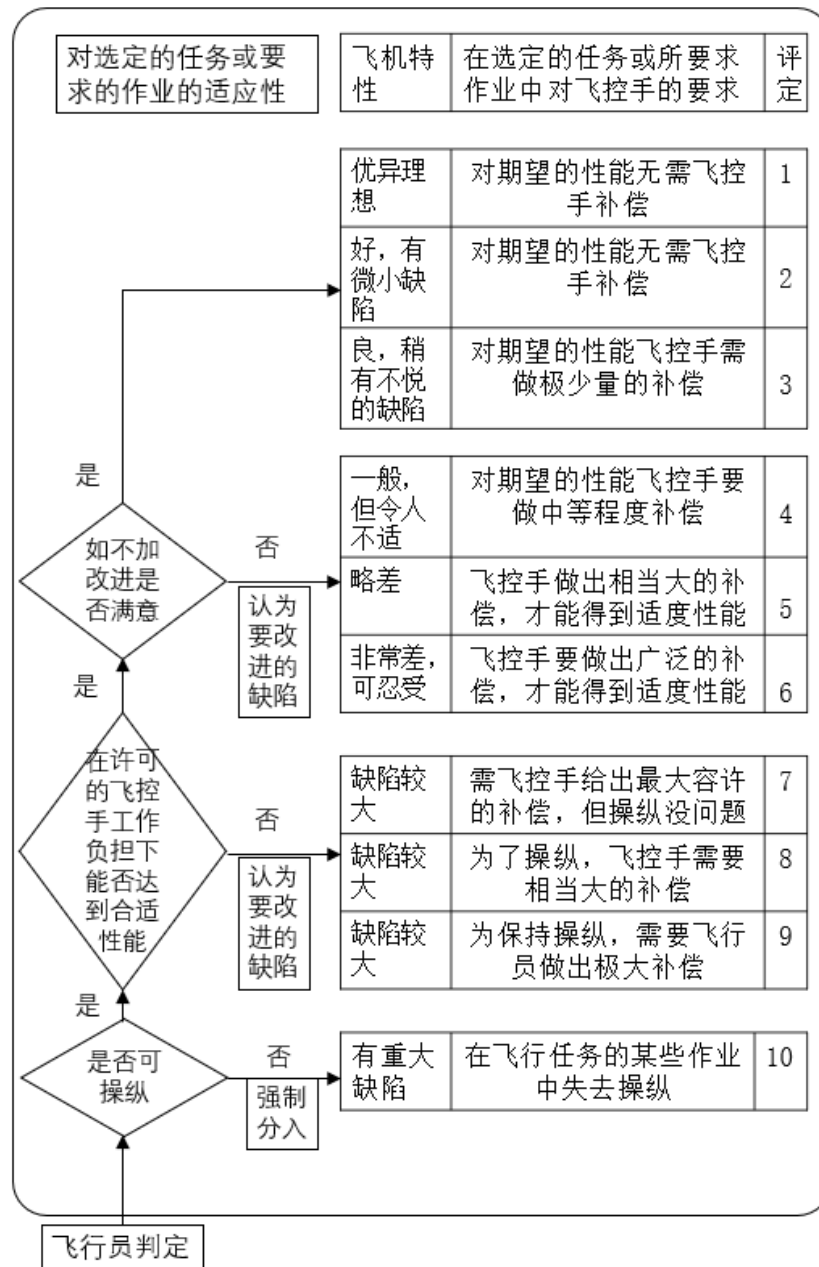 对选定的任务或要
求的作业的适应性
飞机特
性
在选定的任务或所要求
作业中对飞控手的要求
评
定
优异理
想
对期望的性能无需飞控
手补偿
1
好，有
微小缺
陷
对期望的性能无需飞控
手补偿
2
良，稍
有不悦
的缺陷
对期望的性能飞控手需
做极少量的补偿
3
是
如不加
改进是
否满意
否
认为
要改
进的
缺陷
一般，
但令人
不适
对期望的性能飞控手要
做中等程度补偿
4
略差
飞控手做出相当大的补
偿，才能得到适度性能
5
非常差，
可忍受
飞控手要做出广泛的补
偿，才能得到适度性能
6
是
在许可
的飞控
手工作
负担下
能否达
到合适
性能
否
认为
要改
进的
缺陷
缺陷较
大
需飞控手给出最大容许
的补偿，但操纵没问题
7
缺陷较
大
为了操纵，飞控手需要
相当大的补偿
8
缺陷较
大
为保持操纵，需要飞行
员做出极大补偿
9
是
是否可
操纵
否
强制
分入
有重大
缺陷
在飞行任务的某些作业
中失去操纵
10
飞行员判定